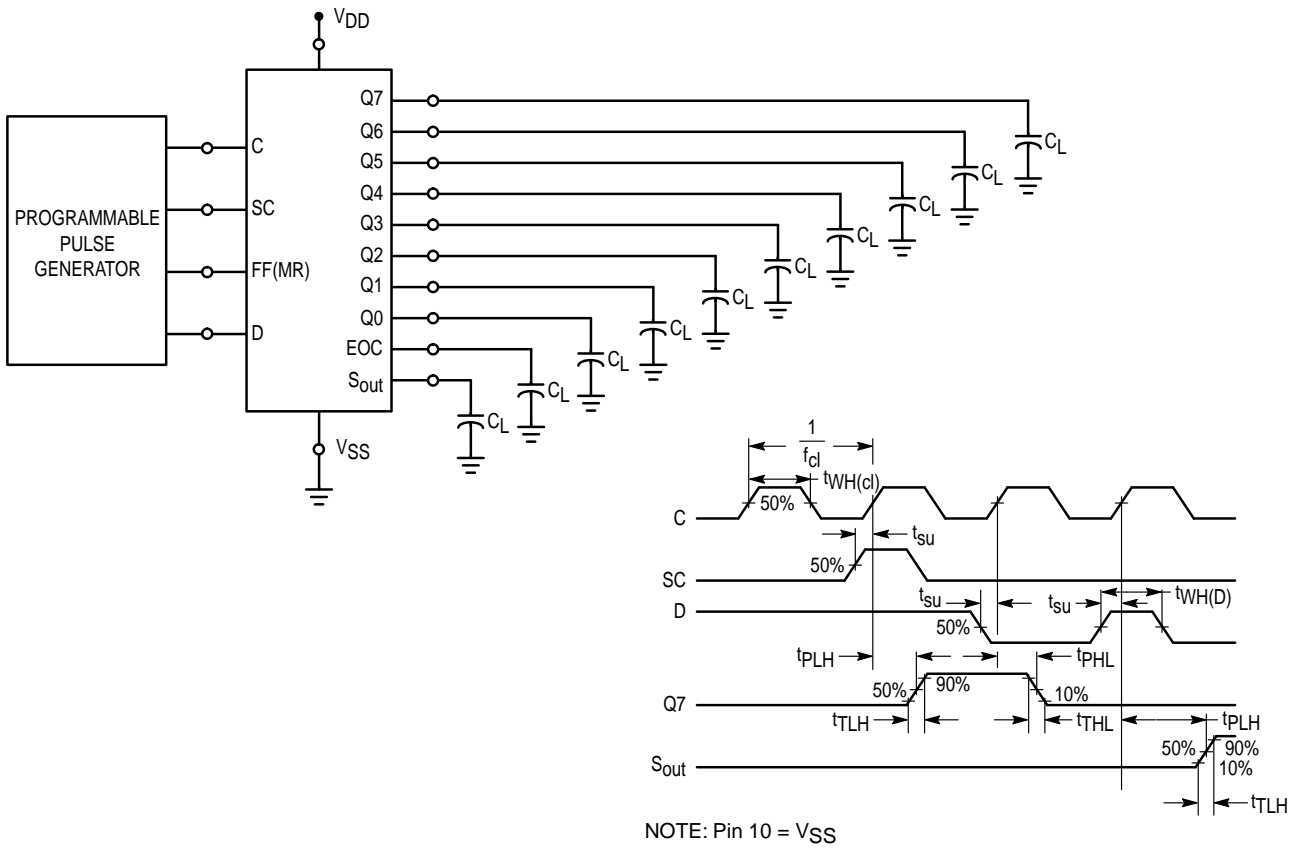 VDD
PROGRAMMABLE
PULSE
GENERATOR
C
SC
FF(MR)
D
Q7
Q6
Q5
Q4
Q3
Q2
Q1
Q0
EOC
Sout
CL
CL
CL
CL
CL
CL
CL
CL
CL
CL
VSS
1
fcl
tWH(cl)
50%
C
tsu
50%
SC
tsu
tsu
tWH(D)
D
50%
tPLH
tPHL
50%
90%
10%
Q7
tTLH
tTHL
tPLH
50%
90%
10%
Sout
tTLH
NOTE: Pin 10 = VSS